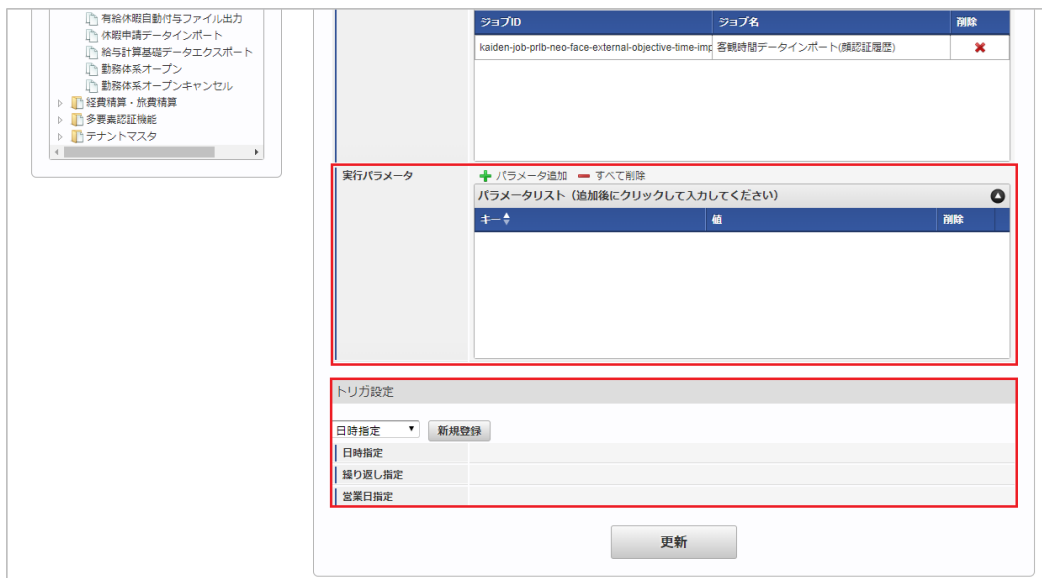 有給休暇自動付与ファイル出力
休暇申請データインポート
給与計算基礎データエクスポート
勤務体系オープン
勤務体系オープンキャンセル
経費精算・旅費精算
多要素認証機能
テナントマスタ
ジョブID ジョブ名 削除
kaiden-job-prlb-neo-face-external-objective-time-imp 客観時間データインポート(顔認証履歴)
実行パラメータ パラメータ追加 すべて削除
パラメータリスト（追加後にクリックして入力してください）
キー 値 削除
トリガ設定
日時指定 新規登録
日時指定
繰り返し指定
営業日指定
更新